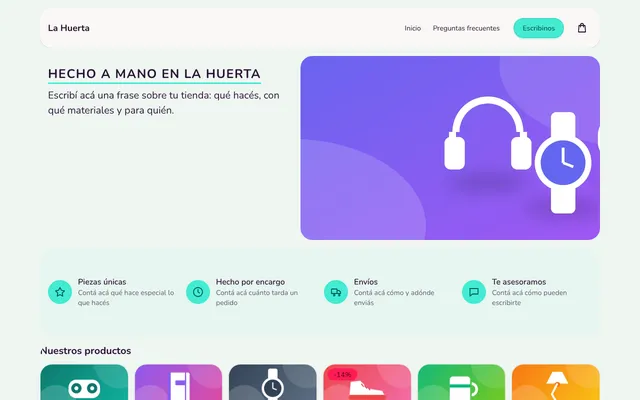 La Huerta
Inicio
Preguntas frecuentes
Escribinos
HECHO A MANO EN LA HUERTA
Escribí acá una frase sobre tu tienda: qué hacés, con
qué materiales y para quién.
Piezas únicas
Contá acá qué hace especial lo
que hacés
Hecho por encargo
Contá acá cuánto tarda un
pedido
Envíos
Contá acá cómo y adónde
enviás
Te asesoramos
Contá acá cómo pueden
escribirte
Nuestros productos
-14%